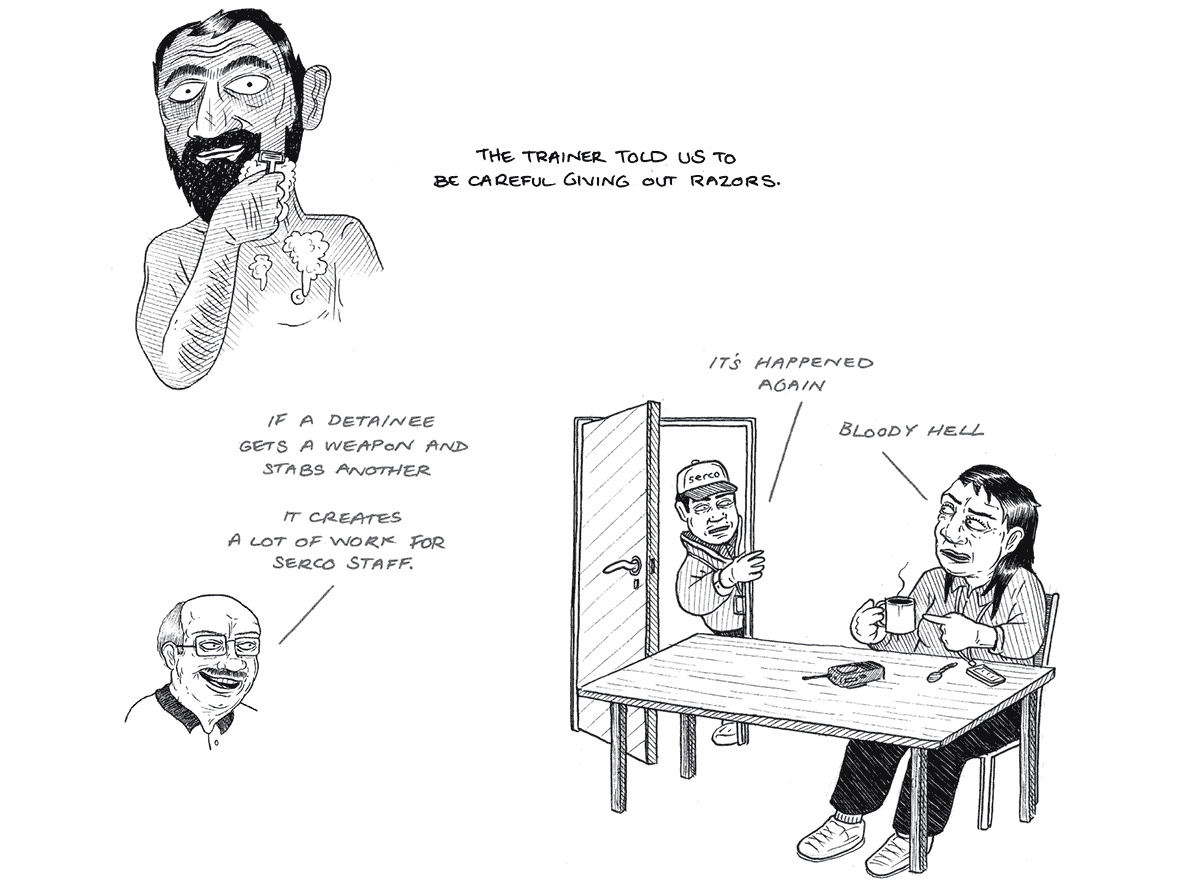 THE TRAINER TOLD US TO
BE CAREFUL GIVING OUT RAZORS.
IF A DETAINEE
GETS A WEAPON AND
STABS ANOTHER
IT CREATES
A LOT OF WORK FOR
SERCO STAFF.
IT'S HAPPENED
AGAIN
BLOODY HELL
serco